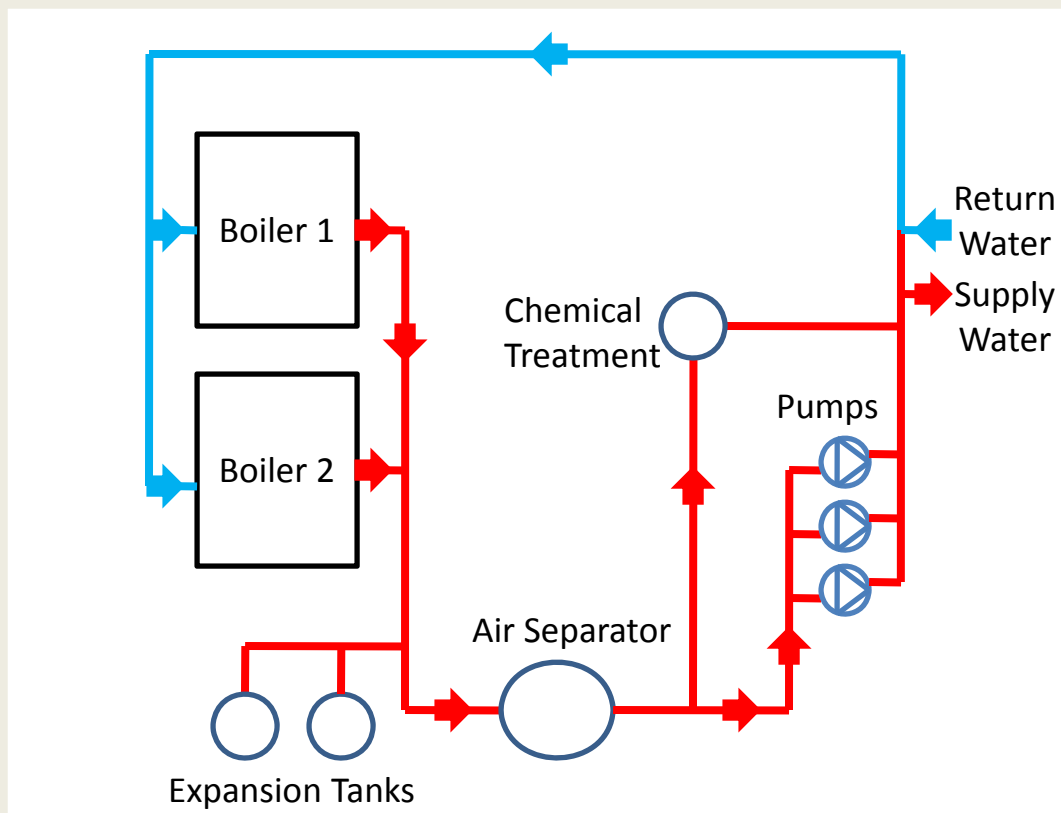 Boiler 1
Return
Water
Supply
Water
Chemical
Treatment
Pumps
Boiler 2
Air Separator
Expansion Tanks